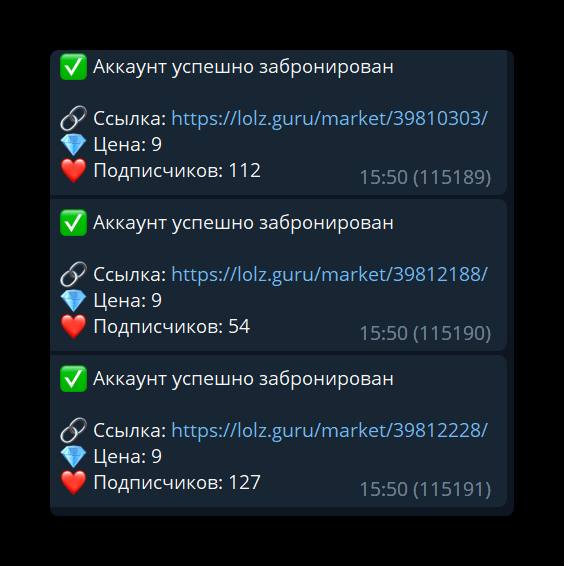 ✅ Аккаунт успешно забронирован
🔗 Ссылка: https://lolz.guru/market/39810303/
💎 Цена: 9
❤️ Подписчиков: 112
15:50 (115189)
✅ Аккаунт успешно забронирован
🔗 Ссылка: https://lolz.guru/market/39812188/
💎 Цена: 9
❤️ Подписчиков: 54
15:50 (115190)
✅ Аккаунт успешно забронирован
🔗 Ссылка: https://lolz.guru/market/39812228/
💎 Цена: 9
❤️ Подписчиков: 127
15:50 (115191)